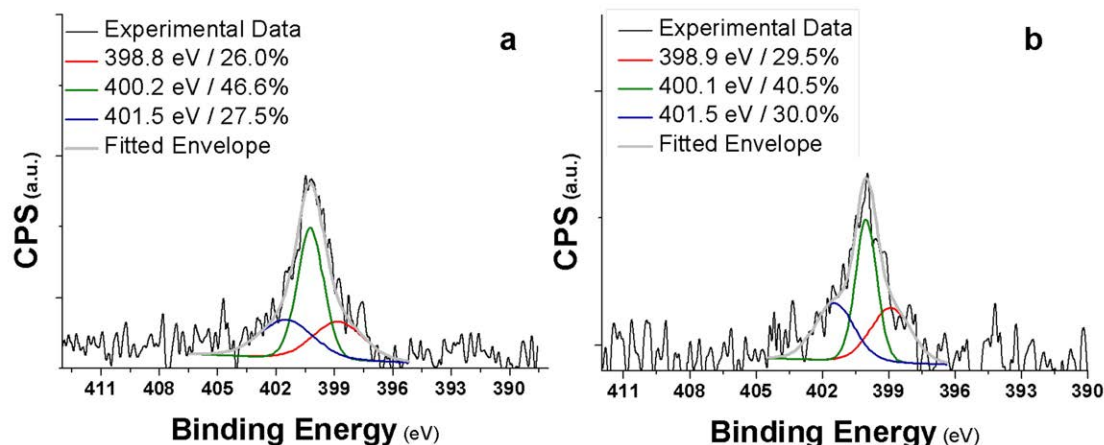 Experimental Data
398.8 eV / 26.0%
400.2 eV / 46.6%
401.5 eV / 27.5%
Fitted Envelope
a
CPS (a.u.)
411 408 405 402 399 396 393 390
Binding Energy (eV)
Experimental Data
398.9 eV / 29.5%
400.1 eV / 40.5%
401.5 eV / 30.0%
Fitted Envelope
b
CPS (a.u.)
411 408 405 402 399 396 393 390
Binding Energy (eV)